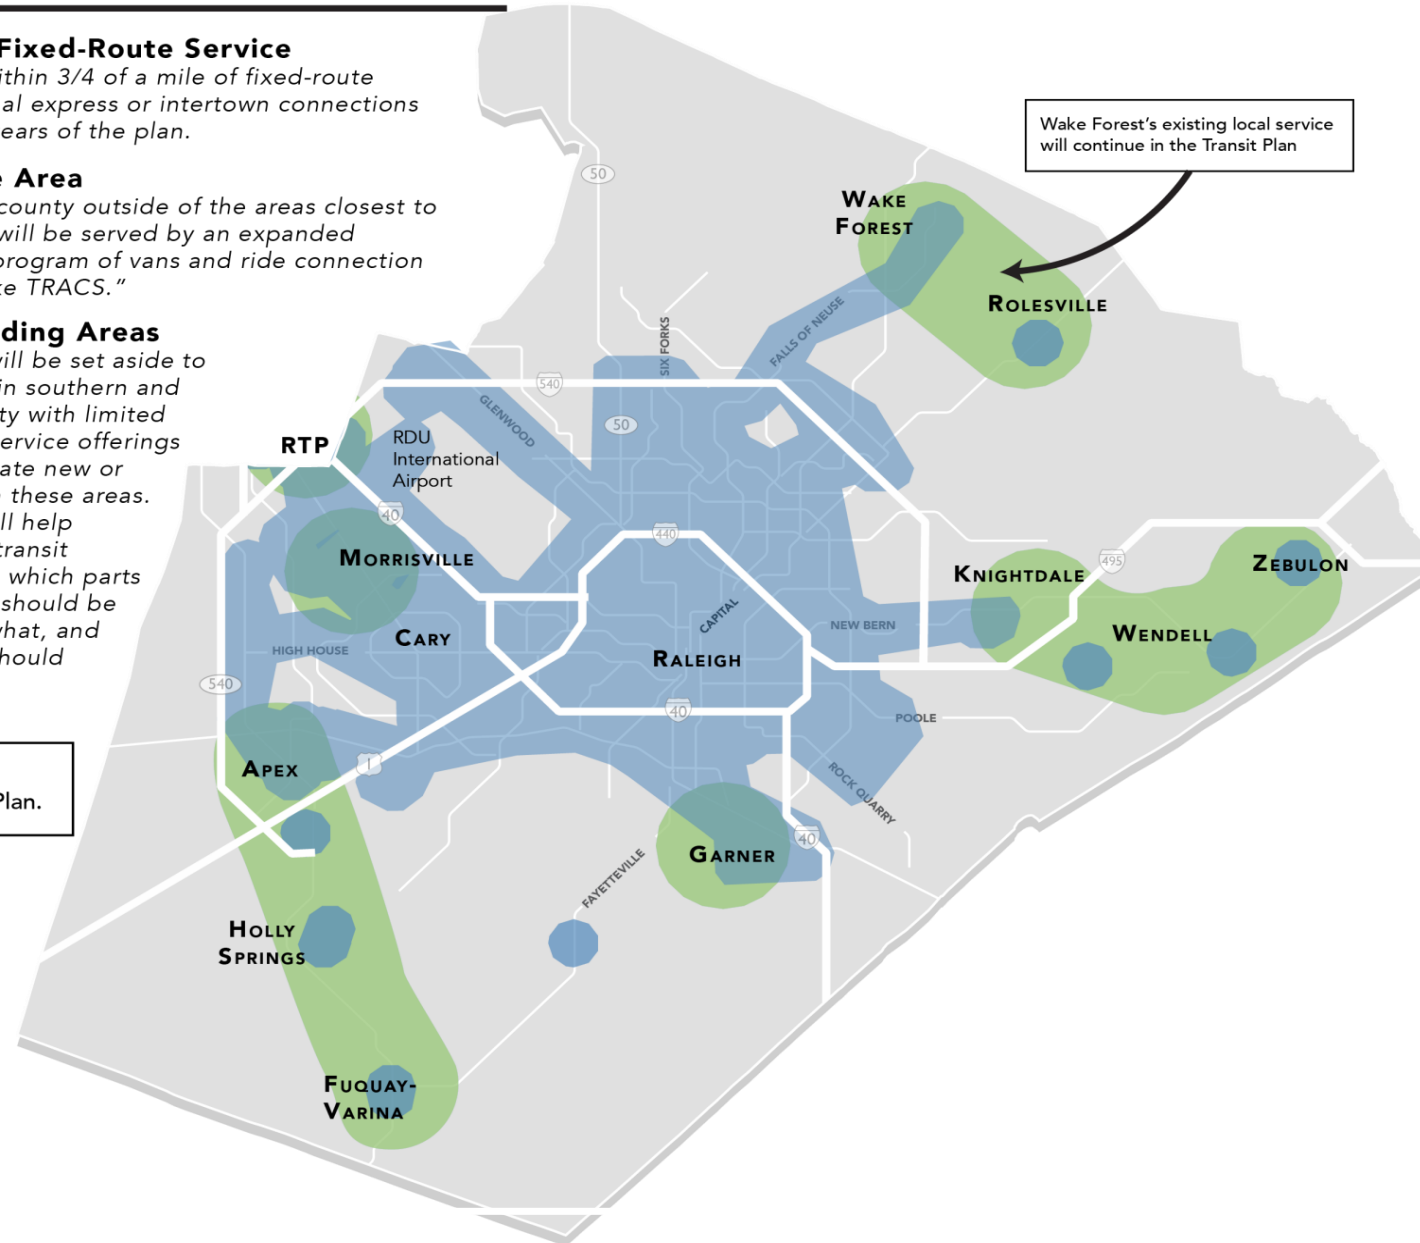 Fixed-Route Service
ithin 3/4 of a mile of fixed-route
al express or intertown connections
ears of the plan.
e Area
county outside of the areas closest to
will be served by an expanded
program of vans and ride connection
ke TRACS.”
ding Areas
vill be set aside to
in southern and
ty with limited
service offerings
ate new or
n these areas.
ll help
transit
which parts
should be
what, and
should
Plan.
Wake Forest’s existing local service
will continue in the Transit Plan
50
WAKE
FOREST
ROLESVILLE
FALLS OF NEUSE
SIX FORKS
540
GLENWOOD
50
RTP
RDU
International
Airport
40
440
MORRISVILLE
KNIGHTDALE
495
ZEBULON
CAPITAL
NEW BERN
WENDELL
CARY
HIGH HOUSE
RALEIGH
540
40
POOLE
APEX
1
ROCK QUARRY
40
GARNER
FAYETTEVILLE
HOLLY
SPRINGS
FUQUAY-
VARINA